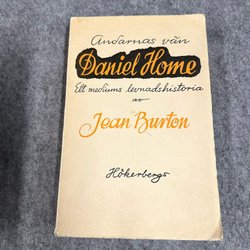 Andarnas vän
Daniel Home
Ett mediums levnadshistoria
av
Jean Burton
Hökerbergs